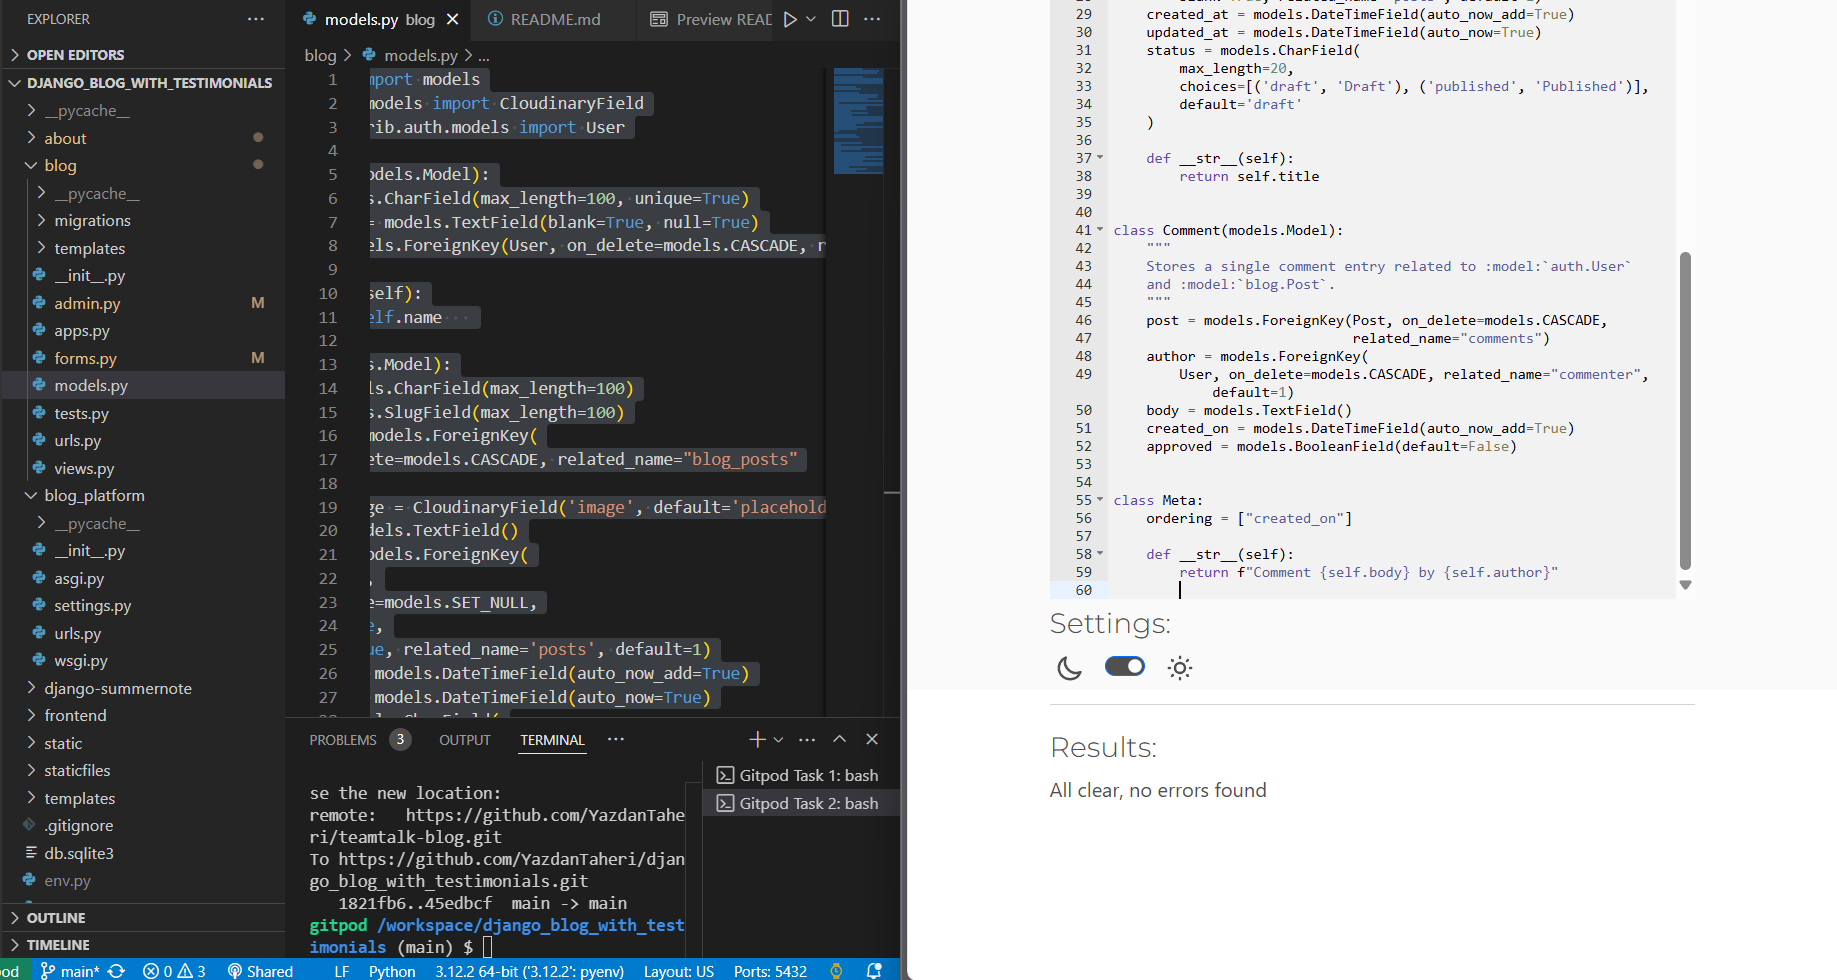 EXPLORER
OPEN EDITORS
DJANGO_BLOG_WITH_TESTIMONIALS
__pycache__
about
blog
__pycache__
migrations
templates
__init__.py
admin.py M
apps.py
forms.py M
models.py
tests.py
urls.py
views.py
blog_platform
__pycache__
__init__.py
asgi.py
settings.py
urls.py
wsgi.py
django-summernote
frontend
static
staticfiles
templates
.gitignore
db.sqlite3
env.py
OUTLINE
TIMELINE
models.py blog
README.md
Preview READ
blog > models.py > ...
1 mport models
2 models import CloudinaryField
3 rib.auth.models import User
4
5 odels.Model):
6 s.CharField(max_length=100, unique=True)
7 = models.TextField(blank=True, null=True)
8 els.ForeignKey(User, on_delete=models.CASCADE, r
9
10 self):
11 elf.name
12
13 s.Model):
14 ls.CharField(max_length=100)
15 s.SlugField(max_length=100)
16 models.ForeignKey(
17 ete=models.CASCADE, related_name="blog_posts"
18
19 ge = CloudinaryField('image', default='placehold
20 dels.TextField()
21 odels.ForeignKey(
22 ,
23 e=models.SET_NULL,
24 e,
25 ue, related_name='posts', default=1)
26 models.DateTimeField(auto_now_add=True)
27 models.DateTimeField(auto_now=True)
PROBLEMS 3 OUTPUT TERMINAL
se the new location:
remote:   https://github.com/YazdanTahe
ri/teamtalk-blog.git
To https://github.com/YazdanTaheri/djan
go_blog_with_testimonials.git
   1821fb6..45edbcf  main -> main
gitpod /workspace/django_blog_with_test
imonials (main) $
Gitpod Task 1: bash
Gitpod Task 2: bash
pod main* 0 3 Shared LF Python 3.12.2 64-bit ('3.12.2': pyenv) Layout: US Ports: 5432
29 created_at = models.DateTimeField(auto_now_add=True)
30 updated_at = models.DateTimeField(auto_now=True)
31 status = models.CharField(
32 max_length=20,
33 choices=[('draft', 'Draft'), ('published', 'Published')],
34 default='draft'
35 )
36
37 def __str__(self):
38 return self.title
39
40
41 class Comment(models.Model):
42 """
43 Stores a single comment entry related to :model:`auth.User`
44 and :model:`blog.Post`.
45 """
46 post = models.ForeignKey(Post, on_delete=models.CASCADE,
47 related_name="comments")
48 author = models.ForeignKey(
49 User, on_delete=models.CASCADE, related_name="commenter",
default=1)
50 body = models.TextField()
51 created_on = models.DateTimeField(auto_now_add=True)
52 approved = models.BooleanField(default=False)
53
54
55 class Meta:
56 ordering = ["created_on"]
57
58 def __str__(self):
59 return f"Comment {self.body} by {self.author}"
60
Settings:
Results:
All clear, no errors found